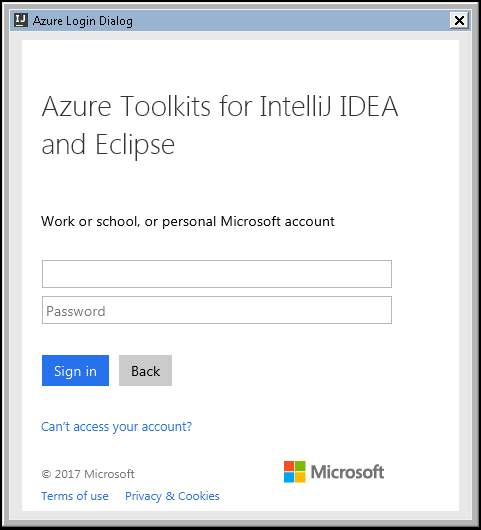 IJ Azure Login Dialog
Azure Toolkits for IntelliJ IDEA
and Eclipse
Work or school, or personal Microsoft account
Password
Sign in Back
Can't access your account?
© 2017 Microsoft
Microsoft
Terms of use Privacy & Cookies